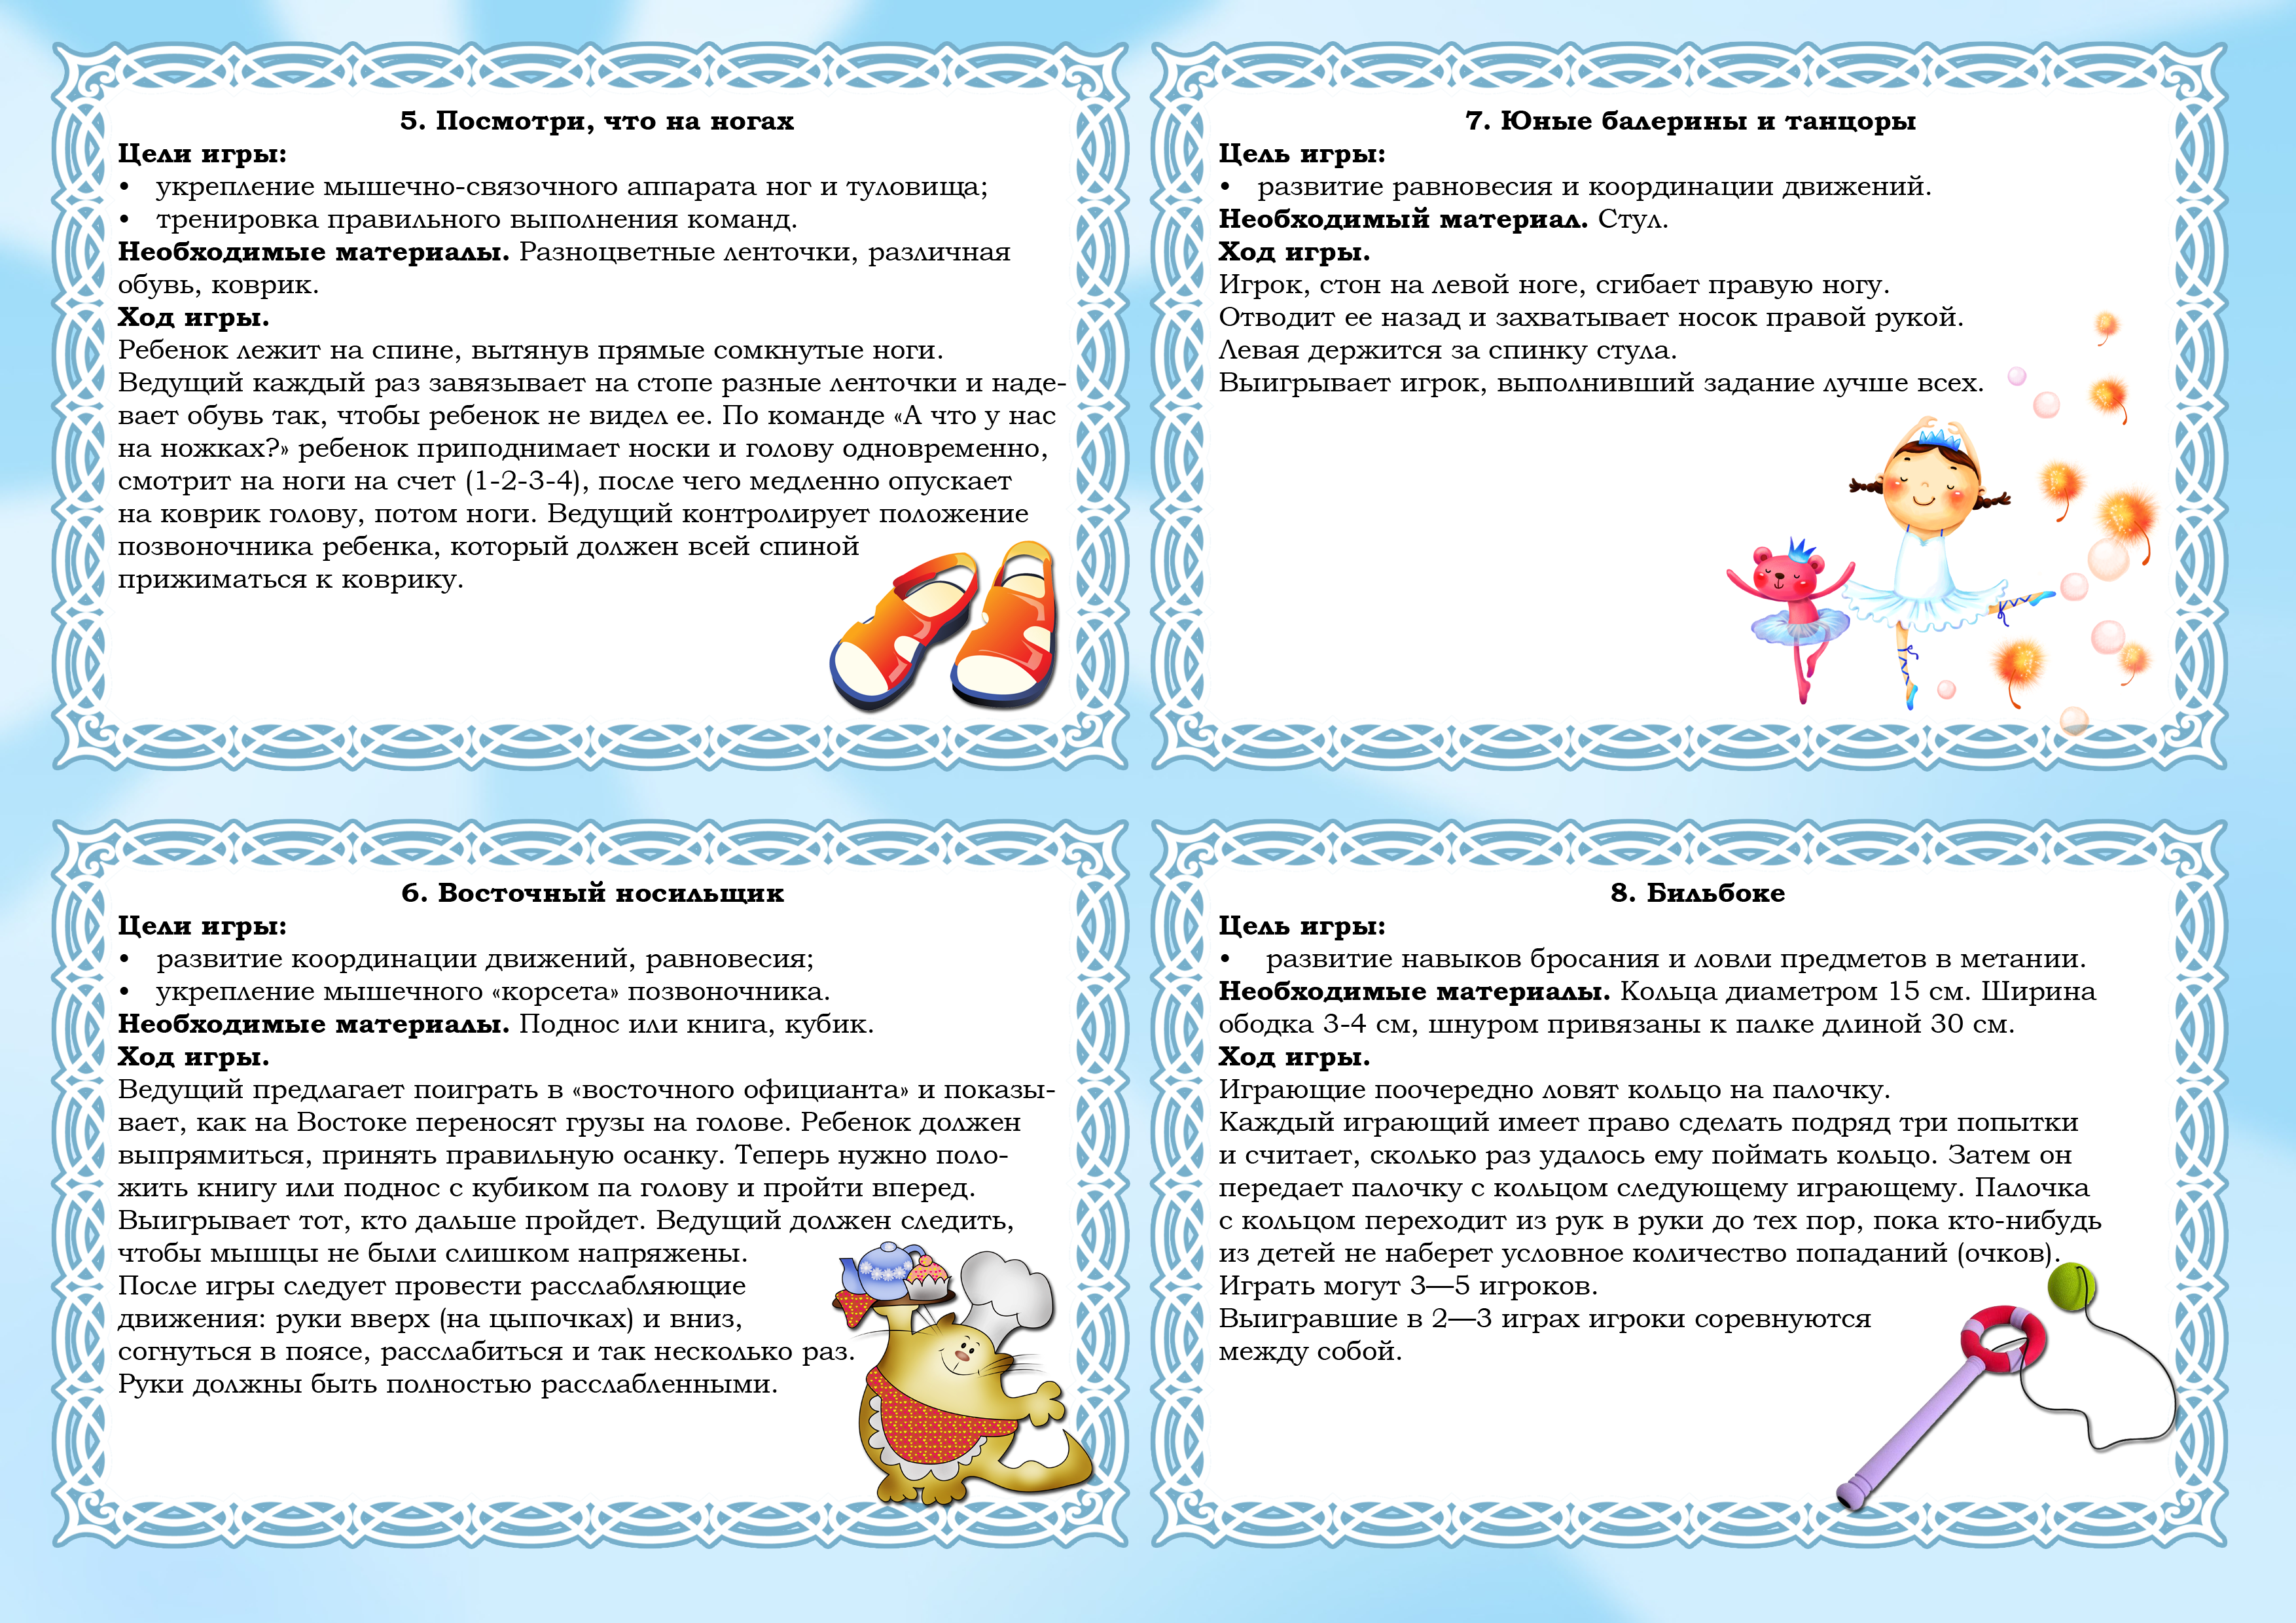 5. Посмотри, что на ногах
Цели игры:
• укрепление мышечно-связочного аппарата ног и туловища;
• тренировка правильного выполнения команд.
Необходимые материалы. Разноцветные ленточки, различная
обувь, коврик.
Ход игры.
Ребенок лежит на спине, вытянув прямые сомкнутые ноги.
Ведущий каждый раз завязывает на стопе разные ленточки и наде-
вает обувь так, чтобы ребенок не видел ее. По команде «А что у нас
на ножках?» ребенок приподнимает носки и голову одновременно,
смотрит на ноги на счет (1-2-3-4), после чего медленно опускает
на коврик голову, потом ноги. Ведущий контролирует положение
позвоночника ребенка, который должен всей спиной
прижиматься к коврику.
6. Восточный носильщик
Цели игры:
• развитие координации движений, равновесия;
• укрепление мышечного «корсета» позвоночника.
Необходимые материалы. Поднос или книга, кубик.
Ход игры.
Ведущий предлагает поиграть в «восточного официанта» и показы-
вает, как на Востоке переносят грузы на голове. Ребенок должен
выпрямиться, принять правильную осанку. Теперь нужно поло-
жить книгу или поднос с кубиком па голову и пройти вперед.
Выигрывает тот, кто дальше пройдет. Ведущий должен следить,
чтобы мышцы не были слишком напряжены.
После игры следует провести расслабляющие
движения: руки вверх (на цыпочках) и вниз,
согнуться в поясе, расслабиться и так несколько раз.
Руки должны быть полностью расслабленными.
7. Юные балерины и танцоры
Цель игры:
• развитие равновесия и координации движений.
Необходимый материал. Стул.
Ход игры.
Игрок, стон на левой ноге, сгибает правую ногу.
Отводит ее назад и захватывает носок правой рукой.
Левая держится за спинку стула.
Выигрывает игрок, выполнивший задание лучше всех.
8. Бильбоке
Цель игры:
• развитие навыков бросания и ловли предметов в метании.
Необходимые материалы. Кольца диаметром 15 см. Ширина
ободка 3-4 см, шнуром привязаны к палке длиной 30 см.
Ход игры.
Играющие поочередно ловят кольцо на палочку.
Каждый играющий имеет право сделать подряд три попытки
и считает, сколько раз удалось ему поймать кольцо. Затем он
передает палочку с кольцом следующему играющему. Палочка
с кольцом переходит из рук в руки до тех пор, пока кто-нибудь
из детей не наберет условное количество попаданий (очков).
Играть могут 3—5 игроков.
Выигравшие в 2—3 играх игроки соревнуются
между собой.